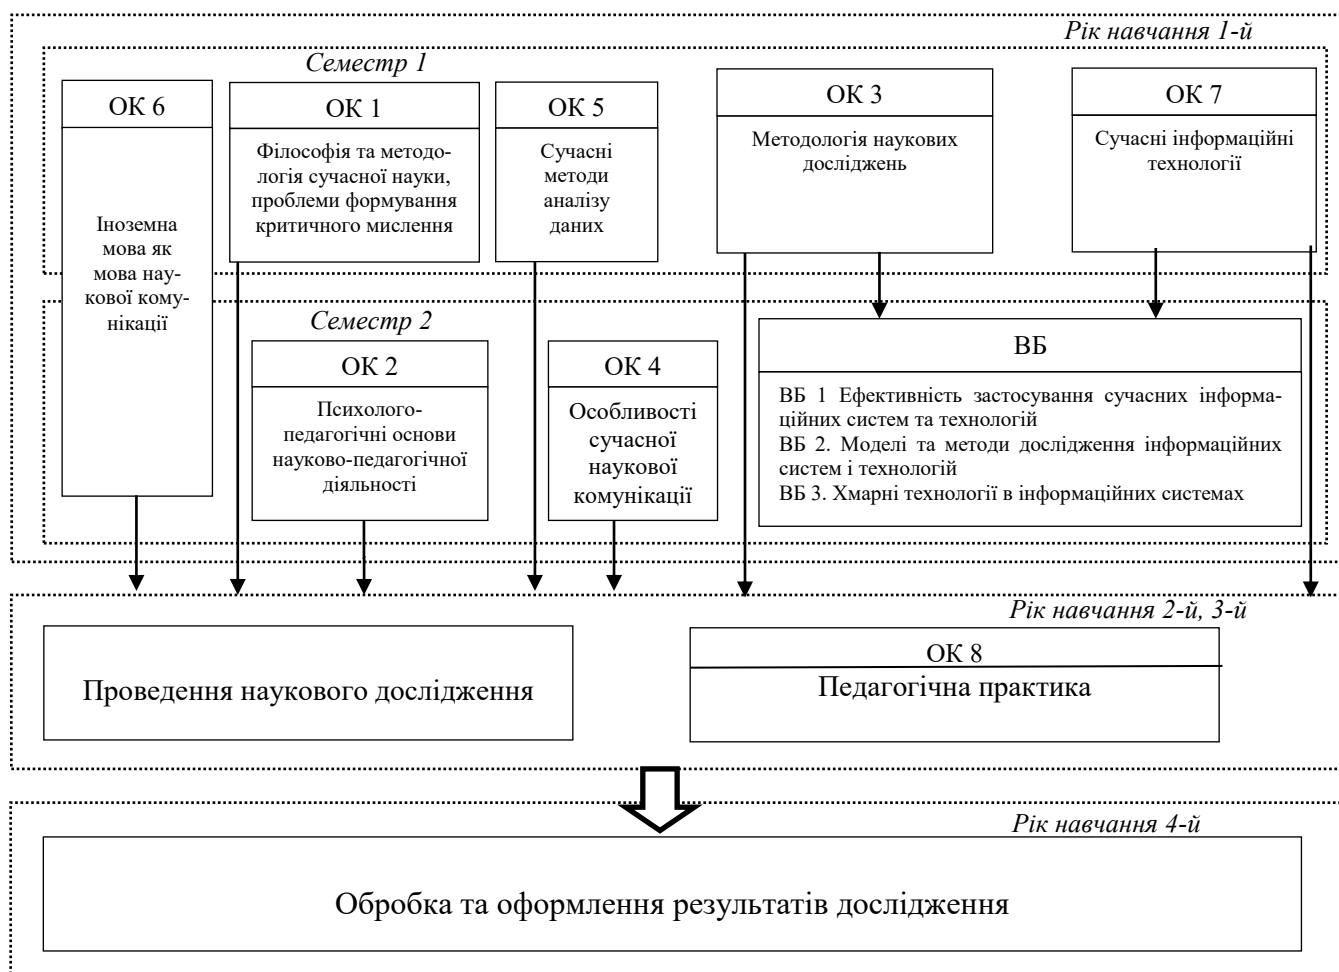 Рік навчання 1-й
Семестр 1
ОК 6
Іноземна
мова як
мова нау-
кової кому-
нікації
ОК 1
Філософія та методо-
логія сучасної науки,
проблеми формування
критичного мислення
ОК 5
Сучасні
методи
аналізу
даних
ОК 3
Методологія наукових
досліджень
ОК 7
Сучасні інформаційні
технології
Семестр 2
ОК 2
Психолого-
педагогічні основи
науково-педагогічної
діяльності
ОК 4
Особливості
сучасної
наукової
комунікації
ВБ
ВБ 1 Ефективність застосування сучасних інформа-
ційних систем та технологій
ВБ 2. Моделі та методи дослідження інформаційних
систем і технологій
ВБ 3. Хмарні технології в інформаційних системах
Рік навчання 2-й, 3-й
Проведення наукового дослідження
ОК 8
Педагогічна практика
Рік навчання 4-й
Обробка та оформлення результатів дослідження